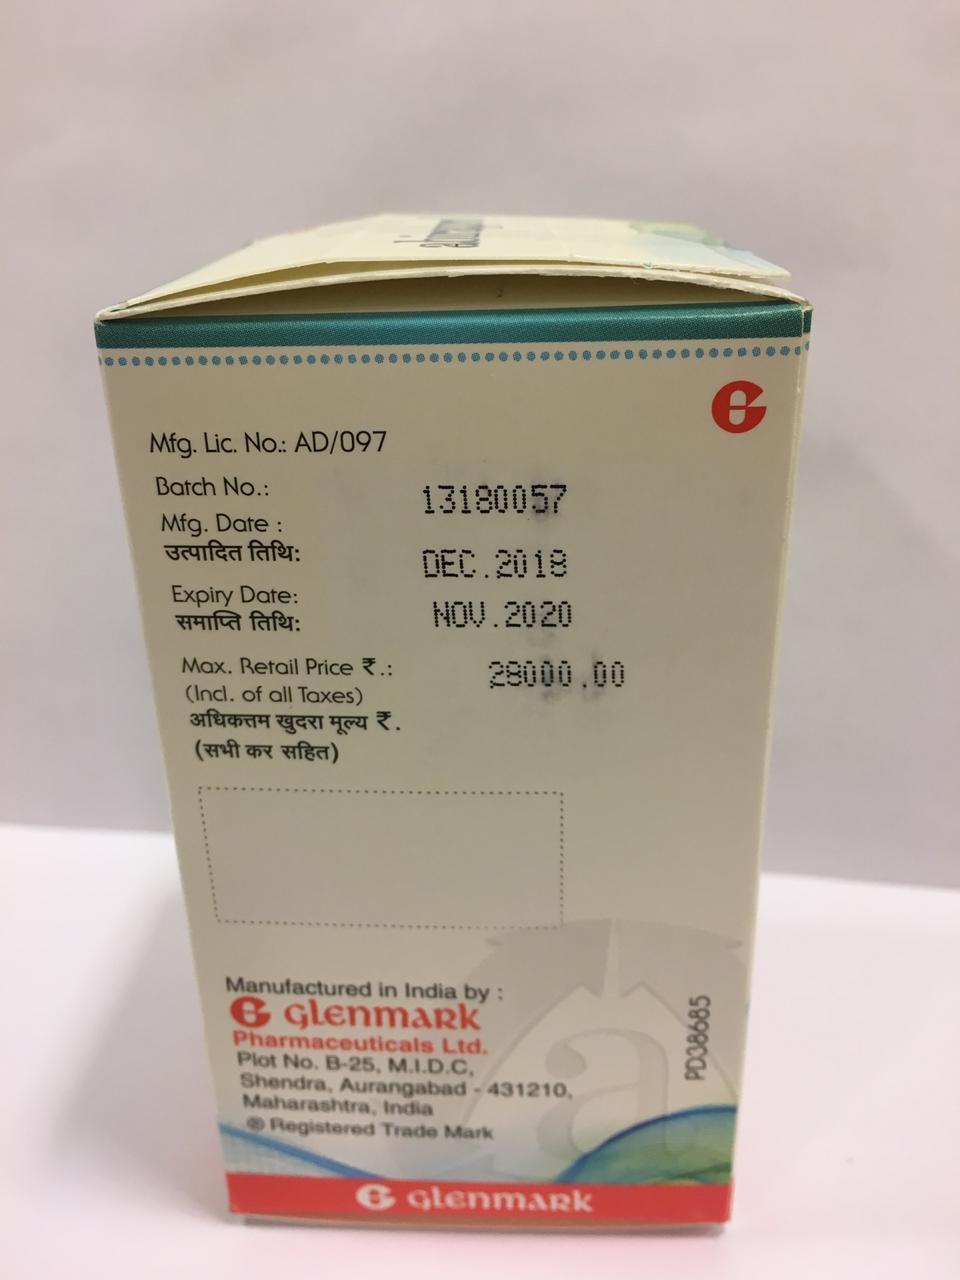 Mfg. Lic. No.: AD/097
Batch No.: 13180057
Mfg. Date :
उत्पादित तिथि: DEC.2018
Expiry Date:
समाप्ति तिथि: NOV.2020
Max. Retail Price ₹.: 28000.00
(Incl. of all Taxes)
अधिकत्तम खुदरा मूल्य ₹.
(सभी कर सहित)
Manufactured in India by :
Glenmark
Pharmaceuticals Ltd.
Plot No. B-25, M.I.D.C,
Shendra, Aurangabad - 431210,
Maharashtra, India
® Registered Trade Mark
PD38685
a
Glenmark